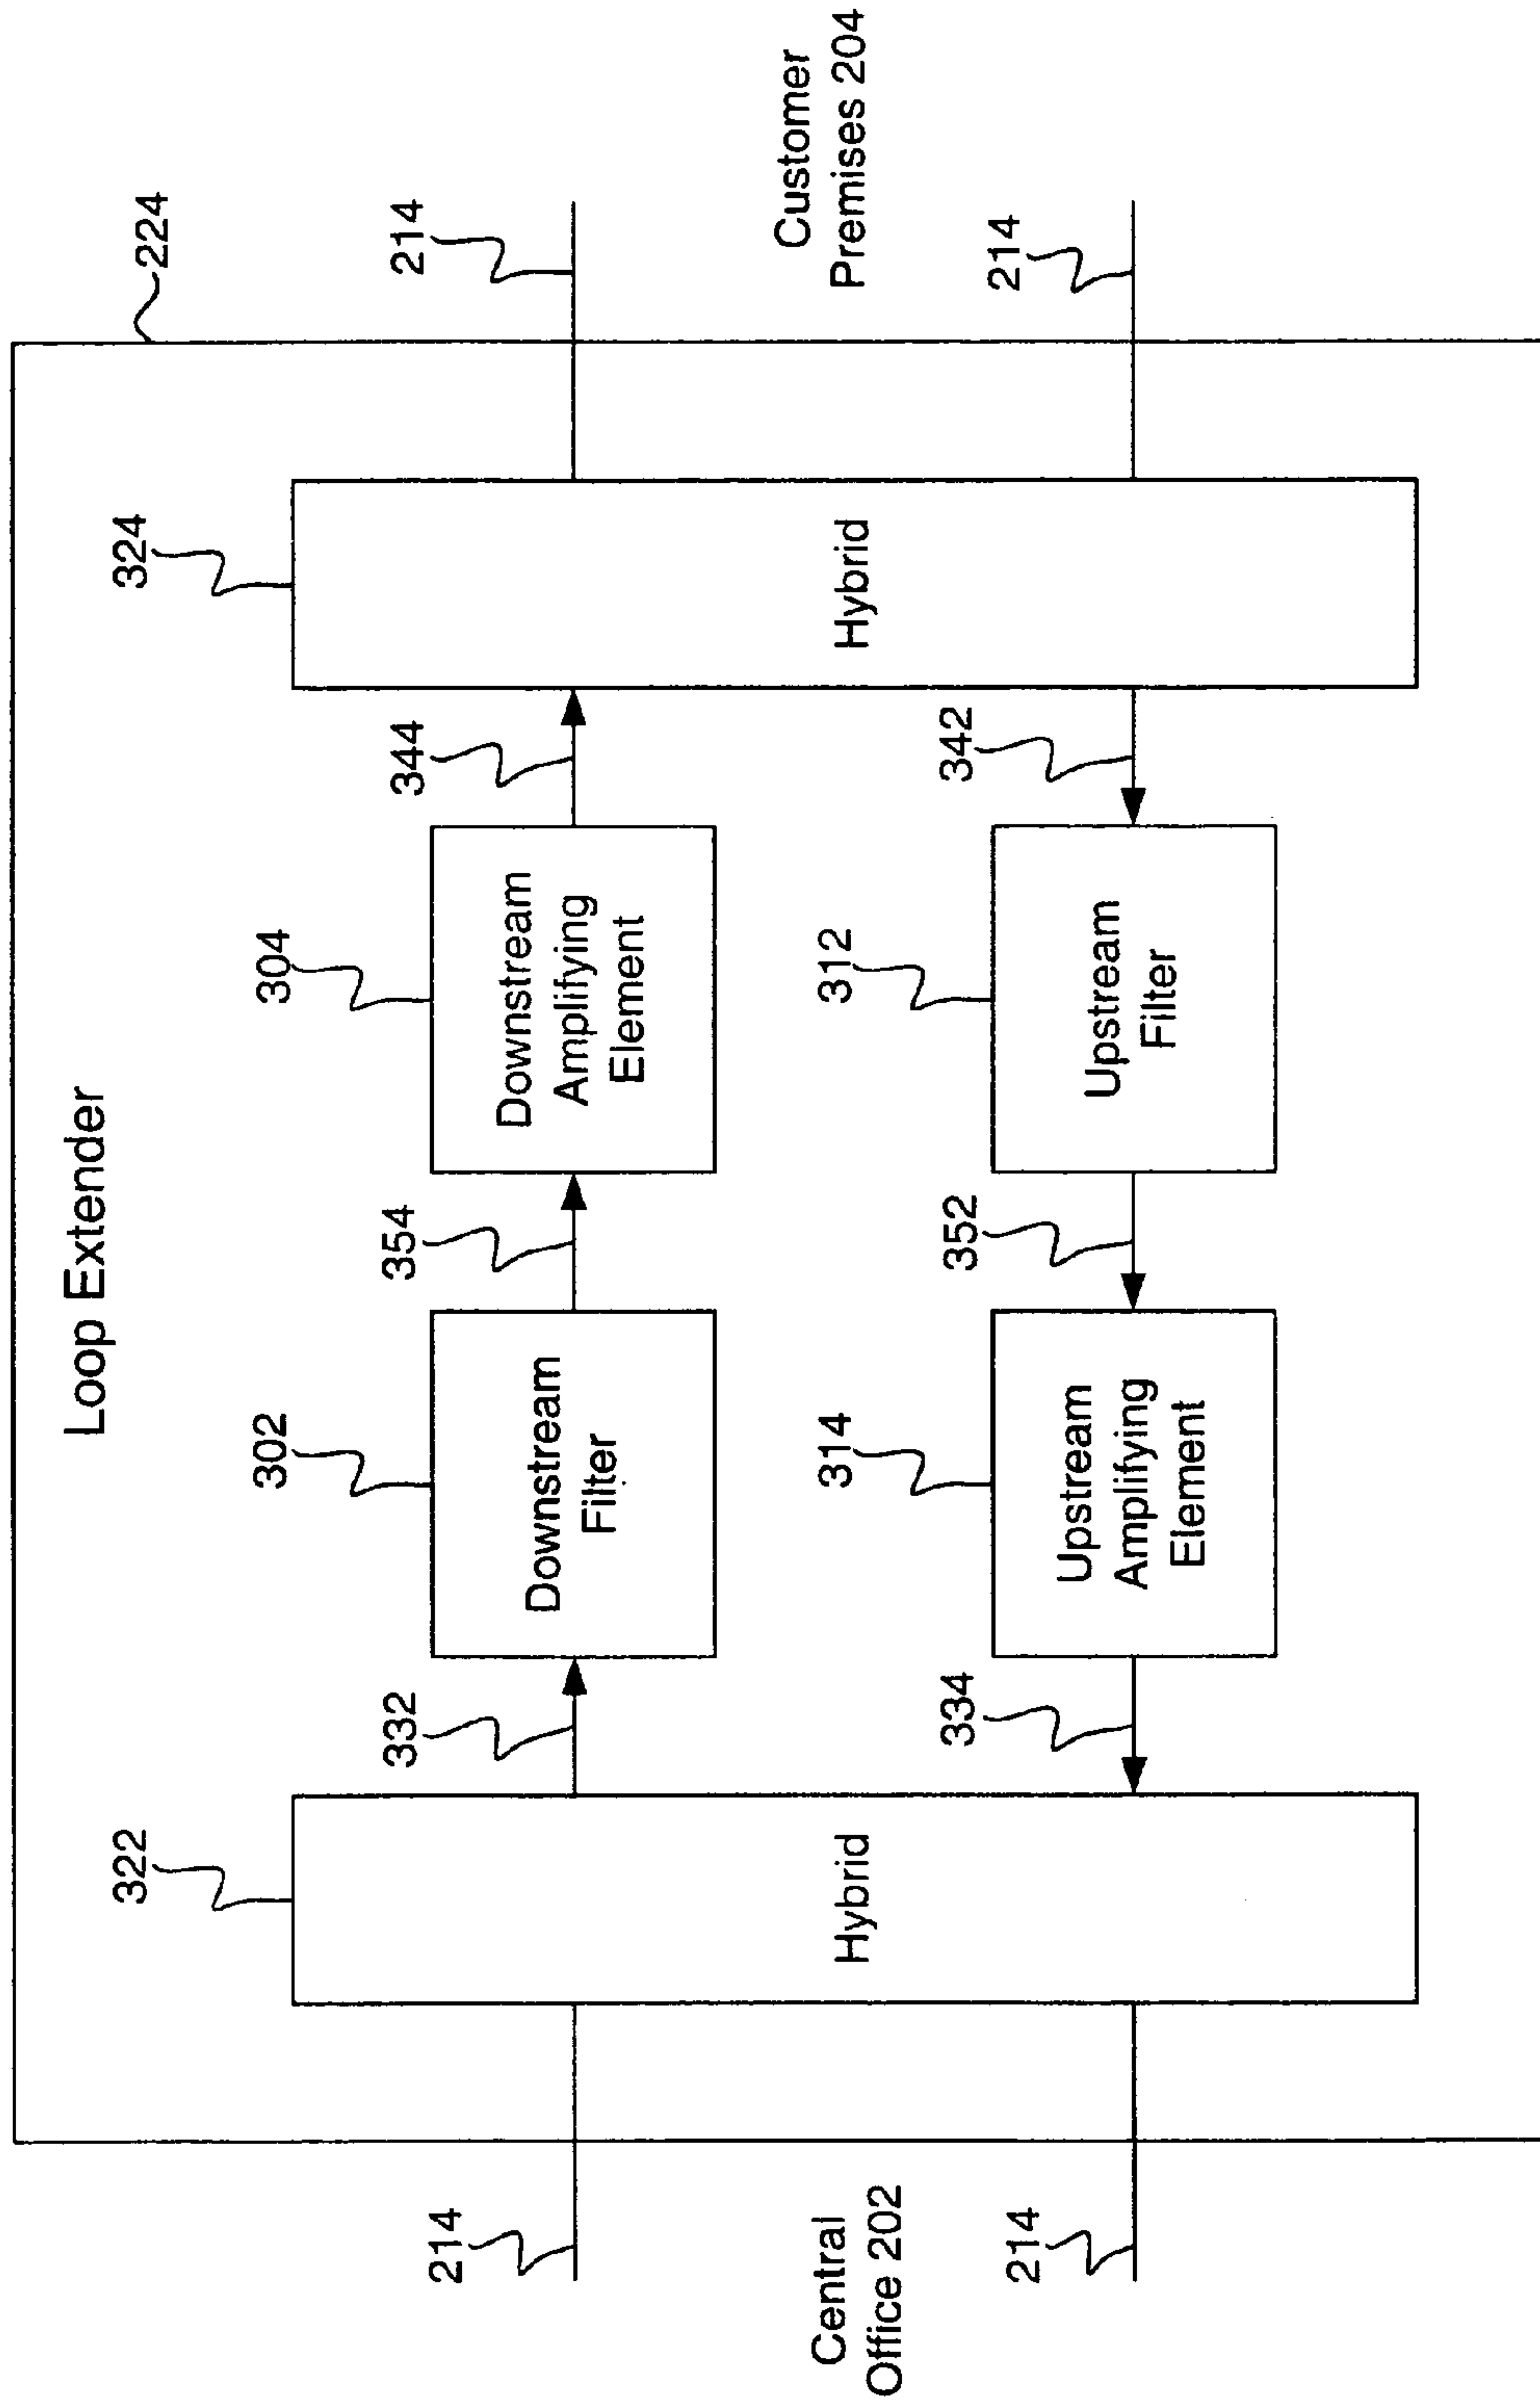 Loop Extender
224
322
302
304
324
214
332
354
344
214
Hybrid
Downstream
Filter
Downstream
Amplifying
Element
Hybrid
Central
Office 202
Customer
Premises 204
314
312
214
334
352
342
214
Upstream
Amplifying
Element
Upstream
Filter